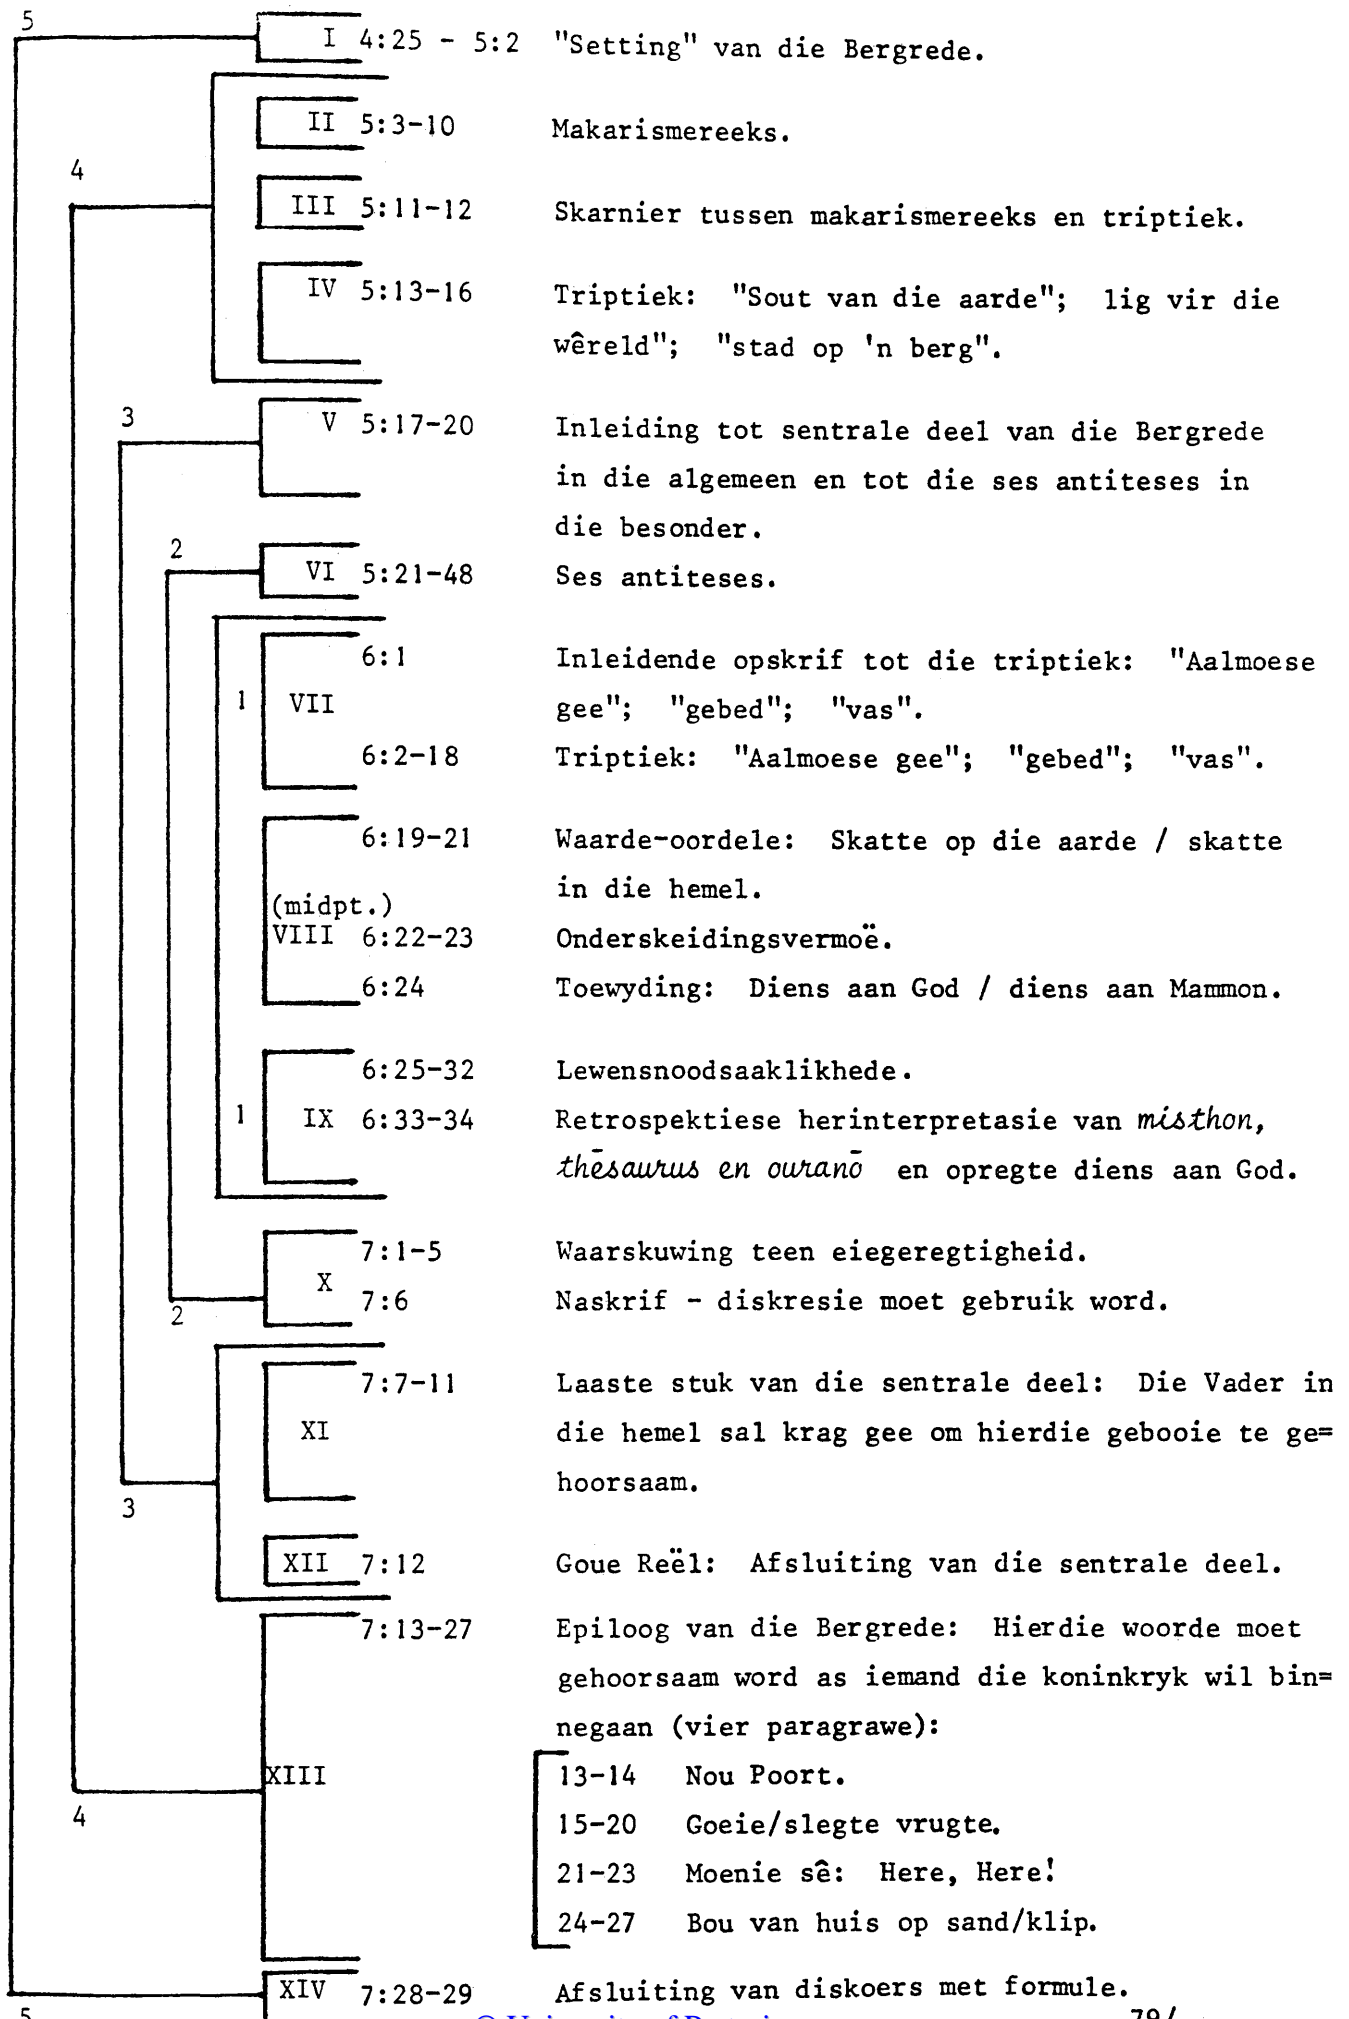 5
I 4:25 - 5:2 "Setting" van die Bergrede.
II 5:3-10 Makarismereeks.
4
III 5:11-12 Skarnier tussen makarismereeks en triptiek.
IV 5:13-16 Triptiek: "Sout van die aarde"; lig vir die
wêreld"; "stad op 'n berg".
3
V 5:17-20 Inleiding tot sentrale deel van die Bergrede
in die algemeen en tot die ses antiteses in
die besonder.
2
VI 5:21-48 Ses antiteses.
6:1 Inleidende opskrif tot die triptiek: "Aalmoese
1 VII gee"; "gebed"; "vas".
6:2-18 Triptiek: "Aalmoese gee"; "gebed"; "vas".
6:19-21 Waarde-oordele: Skatte op die aarde / skatte
in die hemel.
(midpt.)
VIII 6:22-23 Onderskeidingsvermoë.
6:24 Toewyding: Diens aan God / diens aan Mammon.
6:25-32 Lewensnoodsaaklikhede.
1 IX 6:33-34 Retrospektiese herinterpretasie van misthon,
thēsaurus en ouranō en opregte diens aan God.
7:1-5 Waarskuwing teen eiegeregtigheid.
X
7:6 Naskrif - diskresie moet gebruik word.
2
7:7-11 Laaste stuk van die sentrale deel: Die Vader in
XI die hemel sal krag gee om hierdie gebooie te ge=
hoorsaam.
3
XII 7:12 Goue Reël: Afsluiting van die sentrale deel.
7:13-27 Epiloog van die Bergrede: Hierdie woorde moet
gehoorsaam word as iemand die koninkryk wil bin=
negaan (vier paragrawe):
XIII 13-14 Nou Poort.
4 15-20 Goeie/slegte vrugte.
21-23 Moenie sê: Here, Here!
24-27 Bou van huis op sand/klip.
XIV 7:28-29 Afsluiting van diskoers met formule.
5
79/